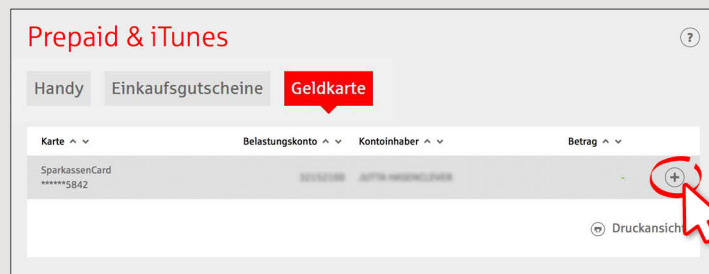 Prepaid & iTunes
?
Handy Einkaufsgutscheine Geldkarte
Karte Belastungskonto Kontoinhaber Betrag
SparkassenCard
******5842
-
Druckansicht